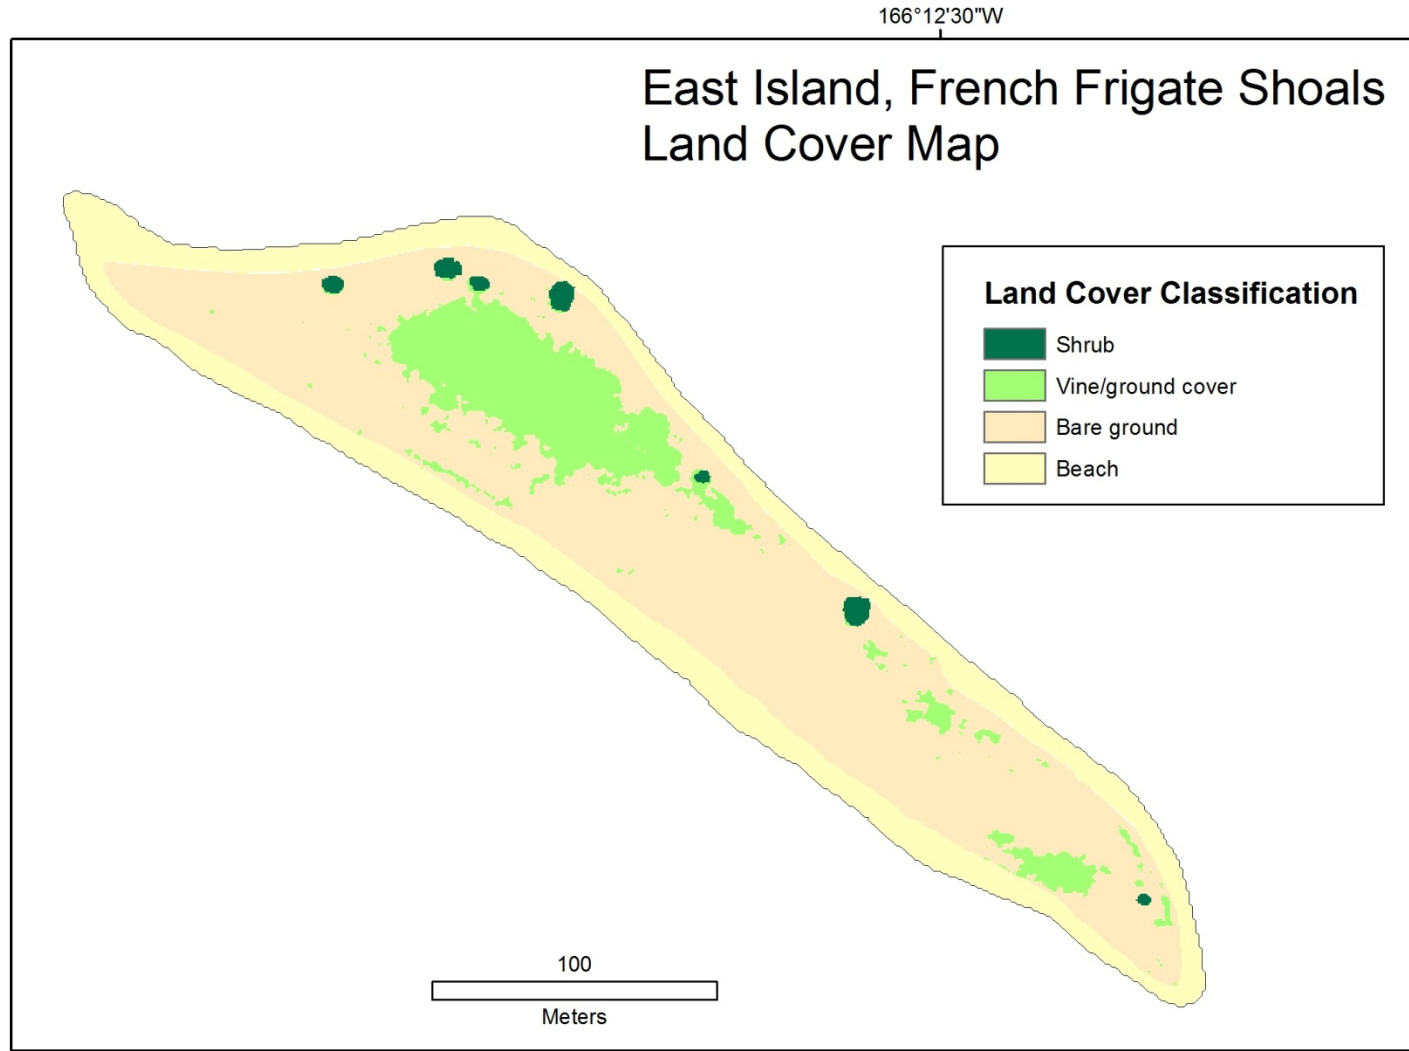 166°12'30"W
East Island, French Frigate Shoals
Land Cover Map
Land Cover Classification
Shrub
Vine/ground cover
Bare ground
Beach
100
Meters